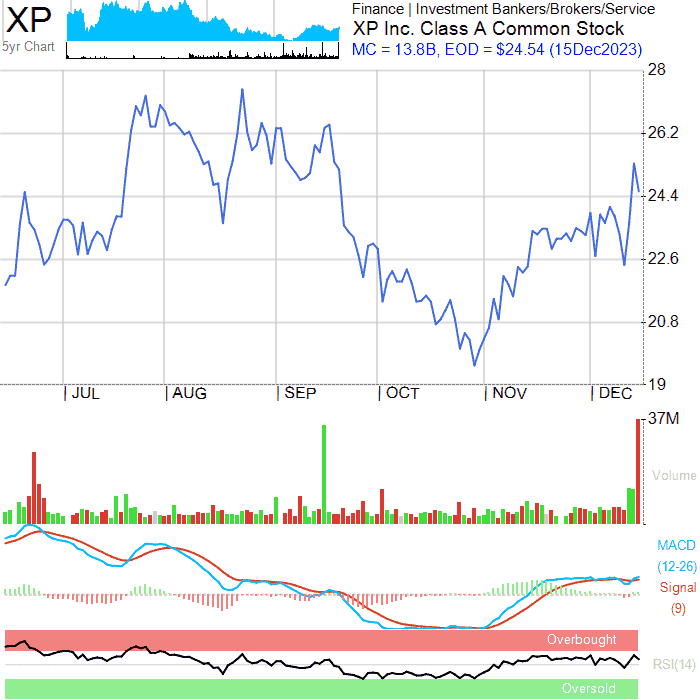 XP
5yr Chart
Finance | Investment Bankers/Brokers/Service
XP Inc. Class A Common Stock
MC = 13.8B, EOD = $24.54 (15Dec2023)
28
26.2
24.4
22.6
20.8
19
| JUL | AUG | SEP | OCT | NOV | DEC
37M
Volume
MACD
(12-26)
Signal
(9)
Overbought
RSI(14)
Oversold